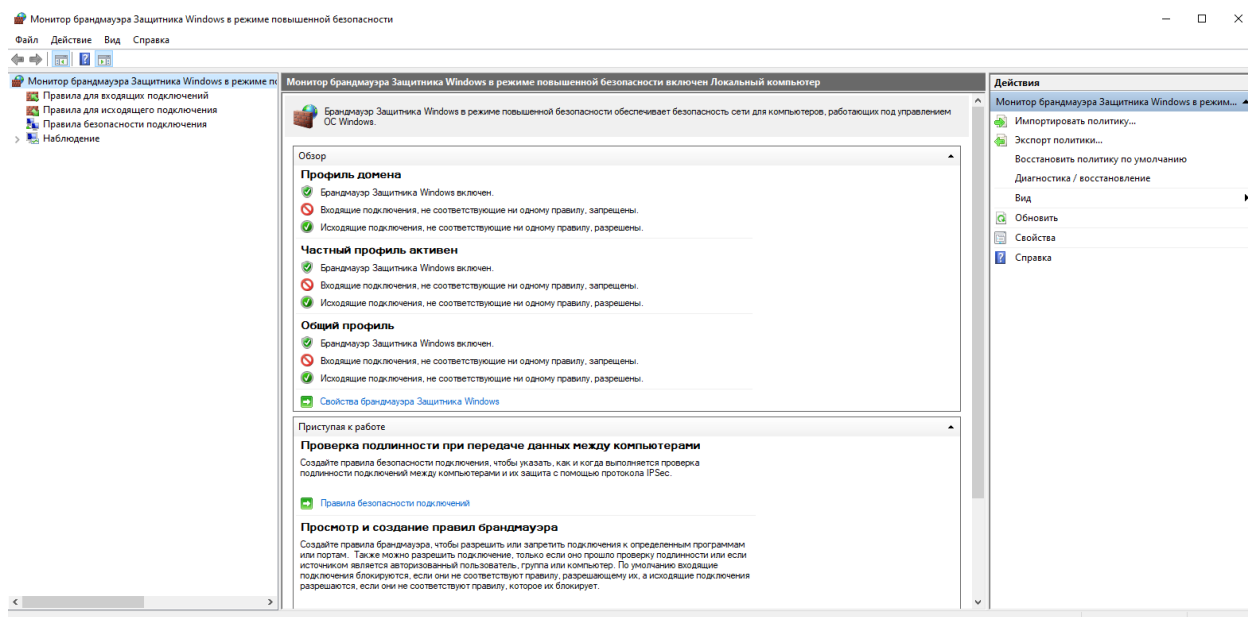 Монитор брандмауэра Защитника Windows в режиме повышенной безопасности
Файл Действие Вид Справка
Монитор брандмауэра Защитника Windows в режиме по
Правила для входящих подключений
Правила для исходящего подключения
Правила безопасности подключения
Наблюдение
Монитор брандмауэра Защитника Windows в режиме повышенной безопасности включен Локальный компьютер
Брандмауэр Защитника Windows в режиме повышенной безопасности обеспечивает безопасность сети для компьютеров, работающих под управлением
ОС Windows.
Обзор
Профиль домена
Брандмауэр Защитника Windows включен.
Входящие подключения, не соответствующие ни одному правилу, запрещены.
Исходящие подключения, не соответствующие ни одному правилу, разрешены.
Частный профиль активен
Брандмауэр Защитника Windows включен.
Входящие подключения, не соответствующие ни одному правилу, запрещены.
Исходящие подключения, не соответствующие ни одному правилу, разрешены.
Общий профиль
Брандмауэр Защитника Windows включен.
Входящие подключения, не соответствующие ни одному правилу, запрещены.
Исходящие подключения, не соответствующие ни одному правилу, разрешены.
Свойства брандмауэра Защитника Windows
Приступая к работе
Проверка подлинности при передаче данных между компьютерами
Создайте правила безопасности подключения, чтобы указать, как и когда выполняется проверка
подлинности подключений между компьютерами и их защита с помощью протокола IPSec.
Правила безопасности подключений
Просмотр и создание правил брандмауэра
Создайте правила брандмауэра, чтобы разрешить или запретить подключения к определенным программам
или портам. Также можно разрешить подключение, только если оно прошло проверку подлинности или если
источником является авторизованный пользователь, группа или компьютер. По умолчанию входящие
подключения блокируются, если они не соответствуют правилу, разрешающему их, а исходящие подключения
разрешаются, если они не соответствуют правилу, которое их блокирует.
Действия
Монитор брандмауэра Защитника Windows в режим...
Импортировать политику...
Экспорт политики...
Восстановить политику по умолчанию
Диагностика / восстановление
Вид
Обновить
Свойства
Справка